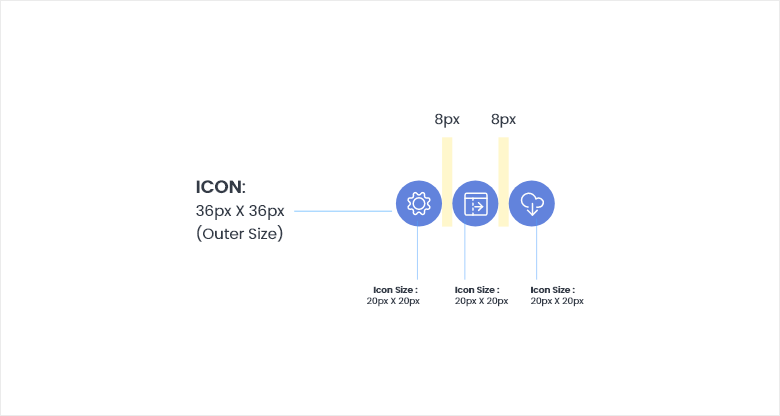 8px
8px
ICON:
36px X 36px
(Outer Size)
Icon Size :
20px X 20px
Icon Size :
20px X 20px
Icon Size :
20px X 20px